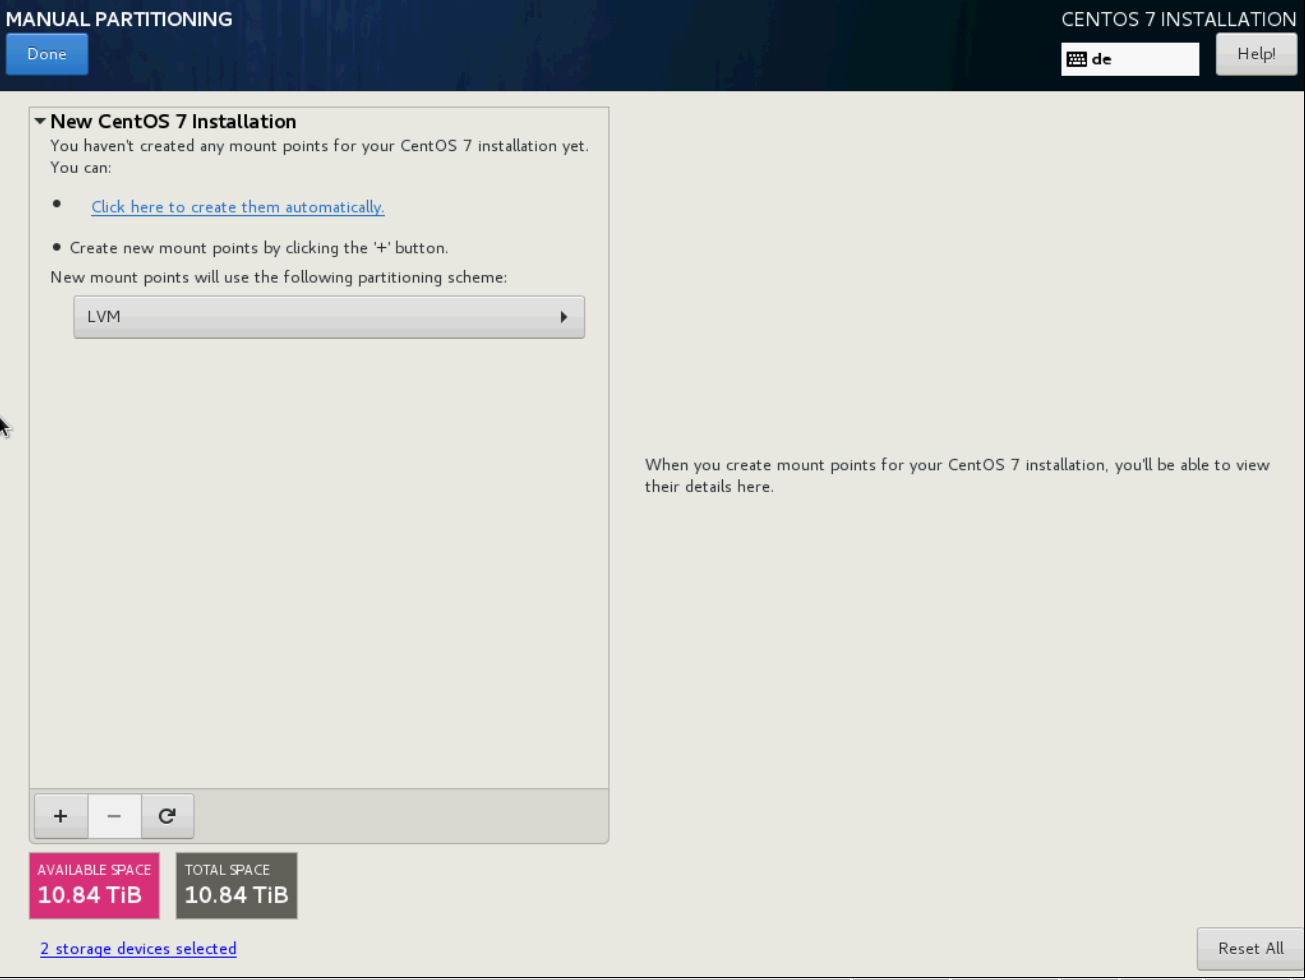 MANUAL PARTITIONING
CENTOS 7 INSTALLATION
Done
de
Help!
New CentOS 7 Installation
You haven't created any mount points for your CentOS 7 installation yet.
You can:
Click here to create them automatically.
Create new mount points by clicking the '+' button.
New mount points will use the following partitioning scheme:
LVM
When you create mount points for your CentOS 7 installation, you'll be able to view
their details here.
+
−
AVAILABLE SPACE
10.84 TiB
TOTAL SPACE
10.84 TiB
2 storage devices selected
Reset All